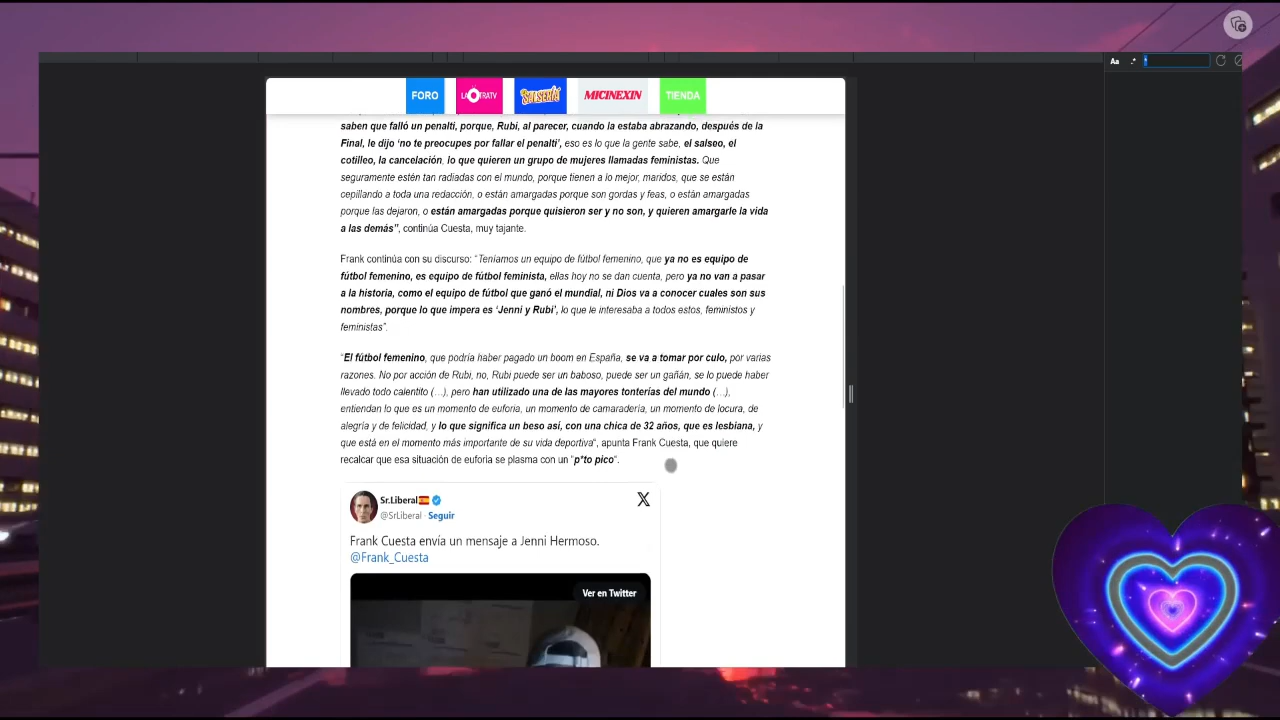 Aa .*
FORO LA OTRATV Salseo MICINEXIN TIENDA
saben que falló un penalti, porque, Rubi, al parecer, cuando la estaba abrazando, después de la
Final, le dijo ‘no te preocupes por fallar el penalti’, eso es lo que la gente sabe, el salseo, el
cotilleo, la cancelación, lo que quieren un grupo de mujeres llamadas feministas. Que
seguramente estén tan radiadas con el mundo, porque tienen a lo mejor, maridos, que se están
cepillando a toda una redacción, o están amargadas porque son gordas y feas, o están amargadas
porque las dejaron, o están amargadas porque quisieron ser y no son, y quieren amargarle la vida
a las demás”, continúa Cuesta, muy tajante.
Frank continúa con su discurso: “Teníamos un equipo de fútbol femenino, que ya no es equipo de
fútbol femenino, es equipo de fútbol feminista, ellas hoy no se dan cuenta, pero ya no van a pasar
a la historia, como el equipo de fútbol que ganó el mundial, ni Dios va a conocer cuales son sus
nombres, porque lo que impera es ‘Jenni y Rubi’, lo que le interesaba a todos estos, feministos y
feministas”.
“El fútbol femenino, que podría haber pagado un boom en España, se va a tomar por culo, por varias
razones. No por acción de Rubi, no, Rubi puede ser un baboso, puede ser un gañán, se lo puede haber
llevado todo calentito (…), pero han utilizado una de las mayores tonterías del mundo (…),
entiendan lo que es un momento de euforia, un momento de camaradería, un momento de locura, de
alegría y de felicidad, y lo que significa un beso así, con una chica de 32 años, que es lesbiana, y
que está en el momento más importante de su vida deportiva“, apunta Frank Cuesta, que quiere
recalcar que esa situación de euforia se plasma con un “p*to pico“.
Sr.Liberal
@SrLiberal · Seguir
Frank Cuesta envía un mensaje a Jenni Hermoso.
@Frank_Cuesta
Ver en Twitter